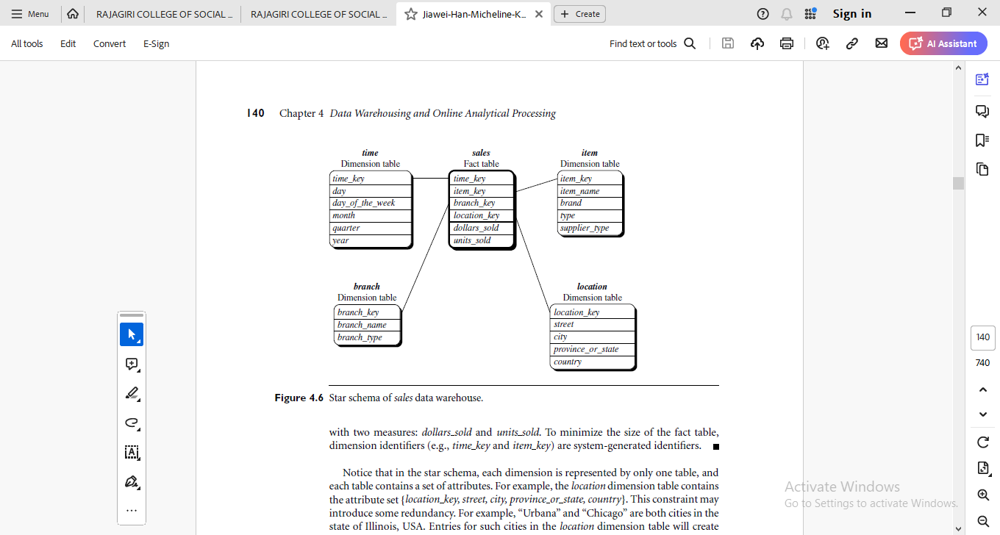 Menu
RAJAGIRI COLLEGE OF SOCIAL ...
RAJAGIRI COLLEGE OF SOCIAL ...
Jiawei-Han-Micheline-K...
Create
Sign in
All tools
Edit
Convert
E-Sign
Find text or tools
AI Assistant
140 Chapter 4 Data Warehousing and Online Analytical Processing
time
Dimension table
time_key
day
day_of_the_week
month
quarter
year
sales
Fact table
time_key
item_key
branch_key
location_key
dollars_sold
units_sold
item
Dimension table
item_key
item_name
brand
type
supplier_type
branch
Dimension table
branch_key
branch_name
branch_type
location
Dimension table
location_key
street
city
province_or_state
country
Figure 4.6 Star schema of sales data warehouse.
with two measures: dollars_sold and units_sold. To minimize the size of the fact table,
dimension identifiers (e.g., time_key and item_key) are system-generated identifiers.
Notice that in the star schema, each dimension is represented by only one table, and
each table contains a set of attributes. For example, the location dimension table contains
the attribute set {location_key, street, city, province_or_state, country}. This constraint may
introduce some redundancy. For example, “Urbana” and “Chicago” are both cities in the
state of Illinois, USA. Entries for such cities in the location dimension table will create
140
740
Activate Windows
Go to Settings to activate Windows.